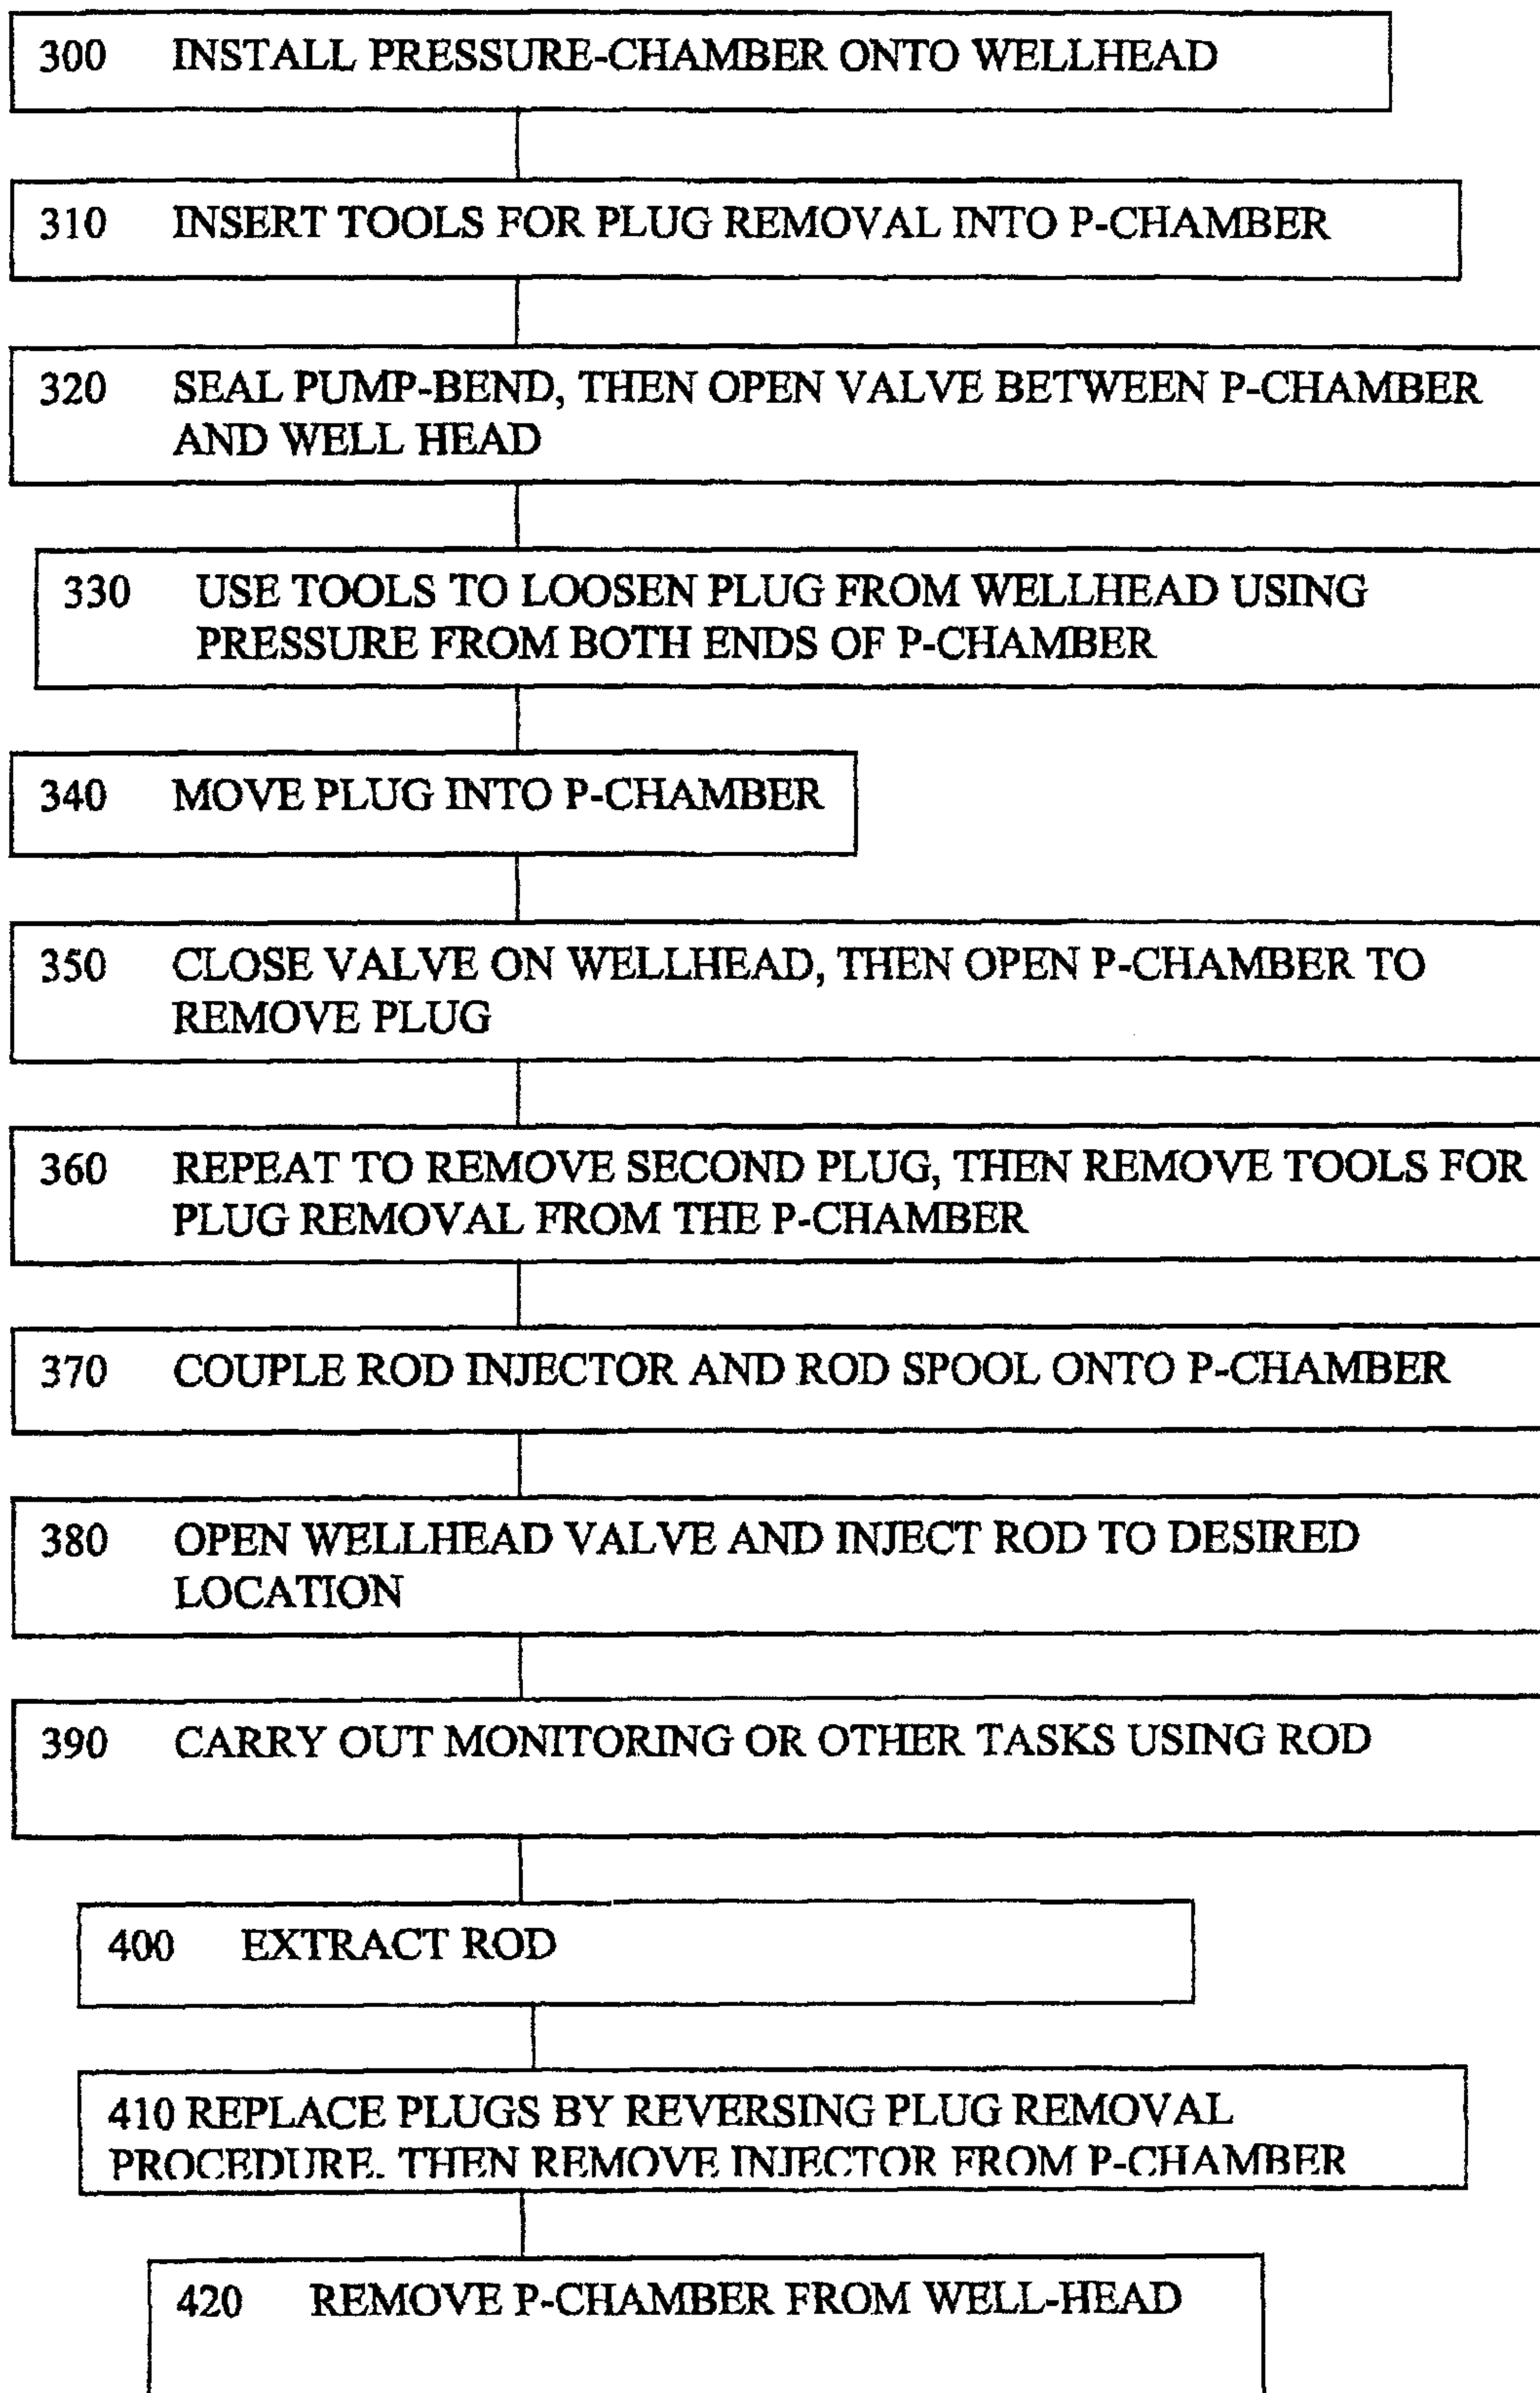 300 INSTALL PRESSURE-CHAMBER ONTO WELLHEAD
310 INSERT TOOLS FOR PLUG REMOVAL INTO P-CHAMBER
320 SEAL PUMP-BEND, THEN OPEN VALVE BETWEEN P-CHAMBER
AND WELL HEAD
330 USE TOOLS TO LOOSEN PLUG FROM WELLHEAD USING
PRESSURE FROM BOTH ENDS OF P-CHAMBER
340 MOVE PLUG INTO P-CHAMBER
350 CLOSE VALVE ON WELLHEAD, THEN OPEN P-CHAMBER TO
REMOVE PLUG
360 REPEAT TO REMOVE SECOND PLUG, THEN REMOVE TOOLS FOR
PLUG REMOVAL FROM THE P-CHAMBER
370 COUPLE ROD INJECTOR AND ROD SPOOL ONTO P-CHAMBER
380 OPEN WELLHEAD VALVE AND INJECT ROD TO DESIRED
LOCATION
390 CARRY OUT MONITORING OR OTHER TASKS USING ROD
400 EXTRACT ROD
410 REPLACE PLUGS BY REVERSING PLUG REMOVAL
PROCEDURE. THEN REMOVE INJECTOR FROM P-CHAMBER
420 REMOVE P-CHAMBER FROM WELL-HEAD